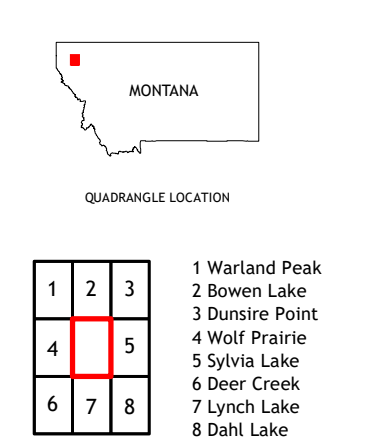 MONTANA
QUADRANGLE LOCATION
1 2 3
4 5
6 7 8
1 Warland Peak
2 Bowen Lake
3 Dunsire Point
4 Wolf Prairie
5 Sylvia Lake
6 Deer Creek
7 Lynch Lake
8 Dahl Lake